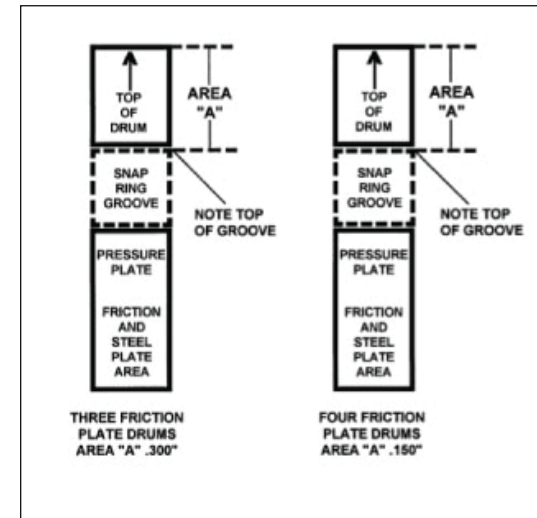 TOP
OF
DRUM
AREA
"A"
SNAP
RING
GROOVE
NOTE TOP
OF GROOVE
PRESSURE
PLATE
FRICTION
AND
STEEL
PLATE
AREA
THREE FRICTION
PLATE DRUMS
AREA "A" .300"
TOP
OF
DRUM
AREA
"A"
SNAP
RING
GROOVE
NOTE TOP
OF GROOVE
PRESSURE
PLATE
FRICTION
AND
STEEL
PLATE
AREA
FOUR FRICTION
PLATE DRUMS
AREA "A" .150"